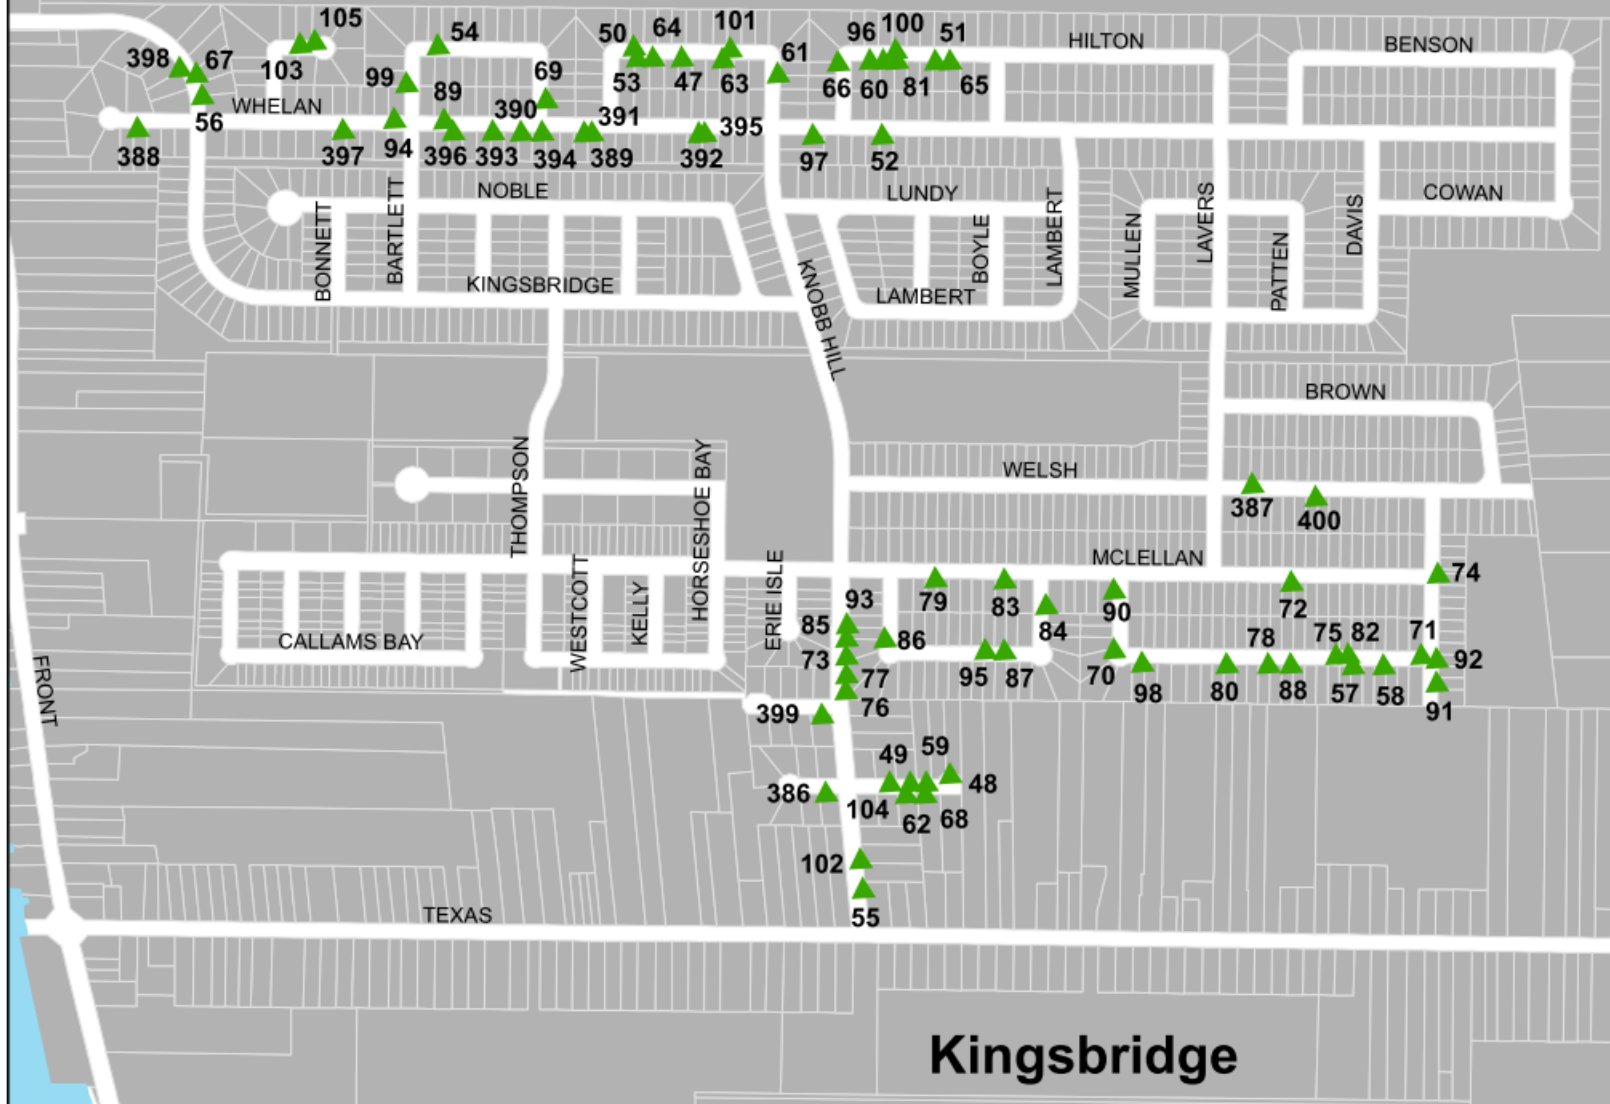 105
54
50
64
101
96
100
51
HILTON
BENSON
398
67
103
99
69
53
47
63
61
66
60
81
65
89
WHELAN
390
391
395
56
388
397
94
396
393
394
389
392
97
52
NOBLE
LUNDY
COWAN
BONNETT
BARTLETT
KINGSBRIDGE
KNOBB HILL
LAMBERT
BOYLE
LAMBERT
MULLEN
LAVERS
PATTEN
DAVIS
BROWN
THOMPSON
HORSESHOE BAY
WELSH
387
400
MCLELLAN
WESTCOTT
KELLY
ERIE ISLE
93
79
83
90
72
74
CALLAMS BAY
85
86
84
78
75
82
71
73
95
87
70
98
80
88
57
58
92
77
76
91
FRONT
399
49
59
386
104
48
62
68
102
55
TEXAS
Kingsbridge